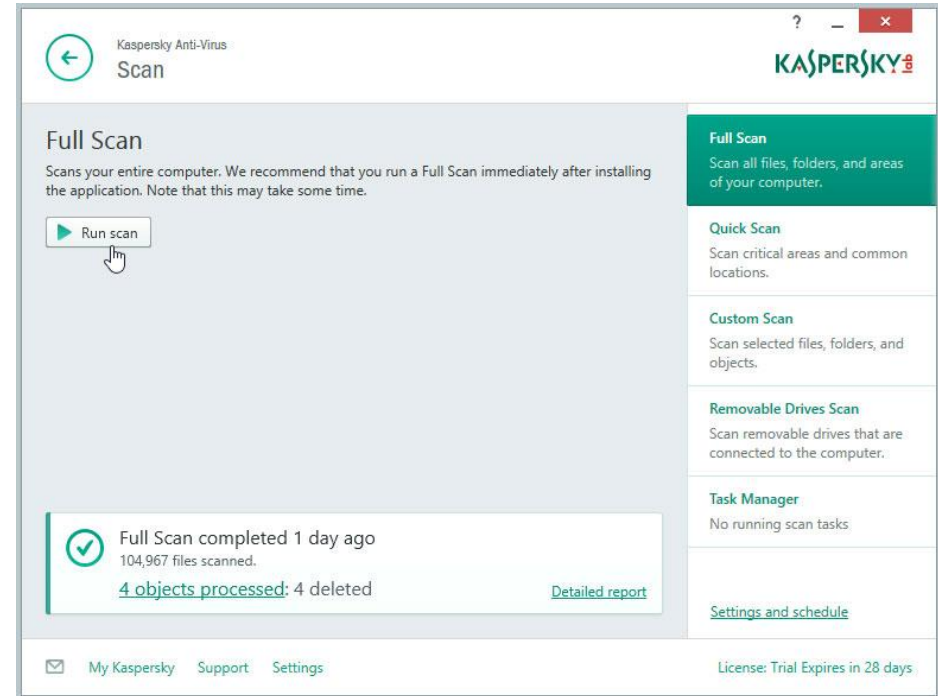 ? _ ×
Kaspersky Anti-Virus
Scan
KASPERSKY lab
Full Scan
Scans your entire computer. We recommend that you run a Full Scan immediately after installing
the application. Note that this may take some time.
Run scan
Full Scan completed 1 day ago
104,967 files scanned.
4 objects processed: 4 deleted
Detailed report
Full Scan
Scan all files, folders, and areas
of your computer.
Quick Scan
Scan critical areas and common
locations.
Custom Scan
Scan selected files, folders, and
objects.
Removable Drives Scan
Scan removable drives that are
connected to the computer.
Task Manager
No running scan tasks
Settings and schedule
My Kaspersky Support Settings
License: Trial Expires in 28 days